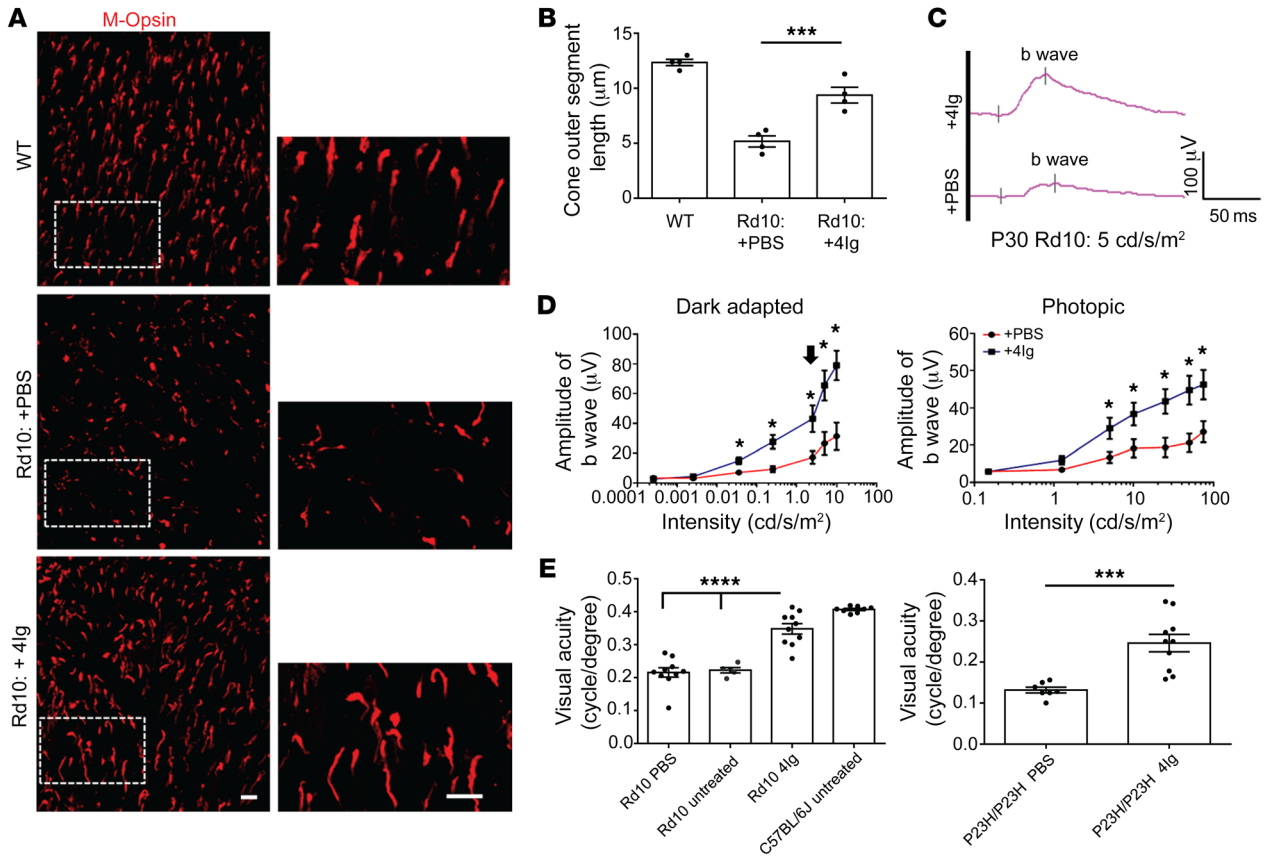 A
M-Opsin
WT
Rd10: +PBS
Rd10: + 4Ig
B
Cone outer segment
length (μm)
15
10
5
0
***
WT
Rd10:
+PBS
Rd10:
+4Ig
C
b wave
+4Ig
b wave
+PBS
100 μV
50 ms
P30 Rd10: 5 cd/s/m²
D
Dark adapted
Amplitude of
b wave (μV)
100
80
60
40
20
0
* * * * *
0.0001 0.001 0.01 0.1 1.0 10 100
Intensity (cd/s/m²)
Photopic
+PBS
+4Ig
Amplitude of
b wave (μV)
60
40
20
0
* * * * *
0.1 1 10 100
Intensity (cd/s/m²)
E
Visual acuity
(cycle/degree)
0.5
0.4
0.3
0.2
0.1
0.0
****
Rd10 PBS
Rd10 untreated
Rd10 4Ig
C57BL/6J untreated
Visual acuity
(cycle/degree)
0.4
0.3
0.2
0.1
0.0
***
P23H/P23H PBS
P23H/P23H 4Ig